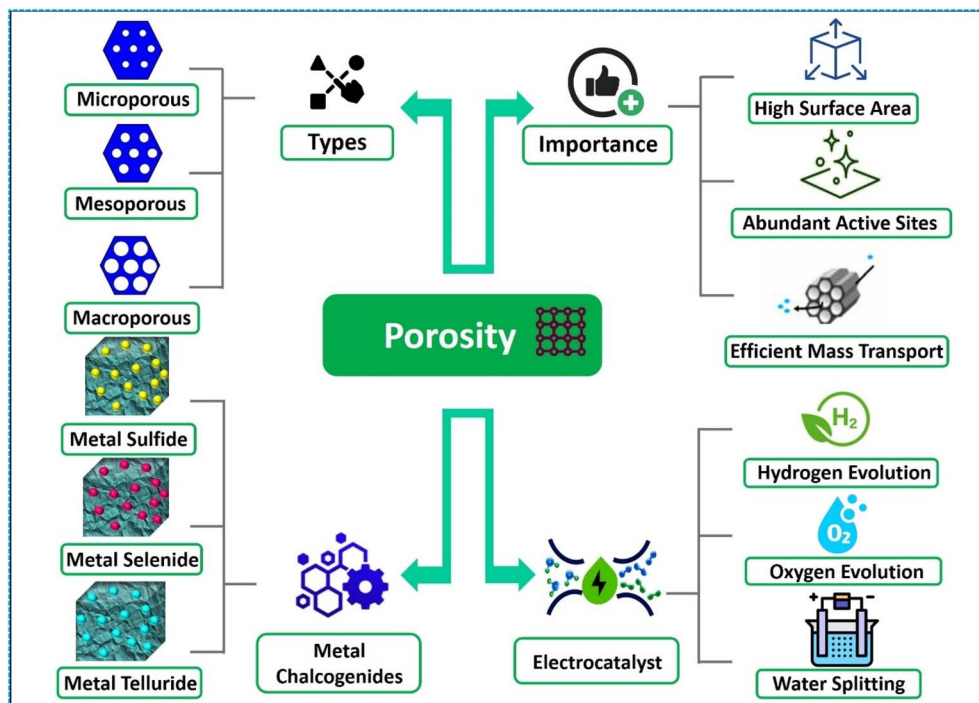 Microporous
Mesoporous
Macroporous
Types
Importance
High Surface Area
Abundant Active Sites
Efficient Mass Transport
Porosity
Metal Sulfide
Metal Selenide
Metal Telluride
Metal
Chalcogenides
Electrocatalyst
H2
Hydrogen Evolution
O2
Oxygen Evolution
+ −
Water Splitting